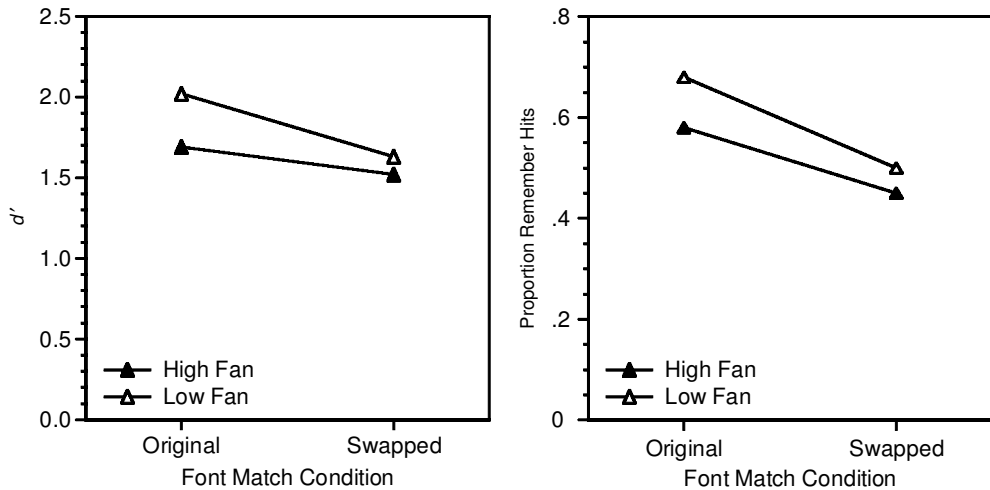 2.5
2.0
1.5
1.0
0.5
0.0
d′
High Fan
Low Fan
Original Swapped
Font Match Condition
.8
.6
.4
.2
0
Proportion Remember Hits
High Fan
Low Fan
Original Swapped
Font Match Condition